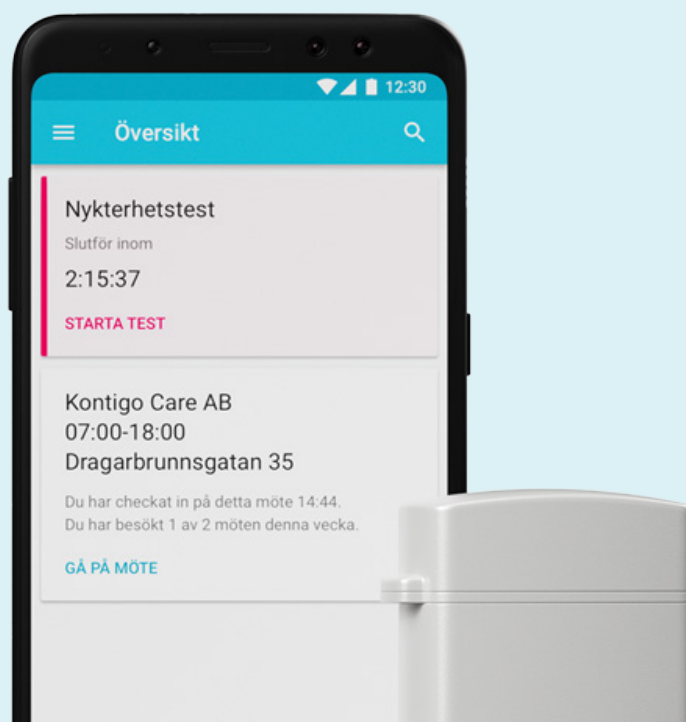 12:30
Översikt
Nykterhetstest
Slutför inom
2:15:37
STARTA TEST
Kontigo Care AB
07:00-18:00
Dragarbrunnsgatan 35
Du har checkat in på detta möte 14:44.
Du har besökt 1 av 2 möten denna vecka.
GÅ PÅ MÖTE